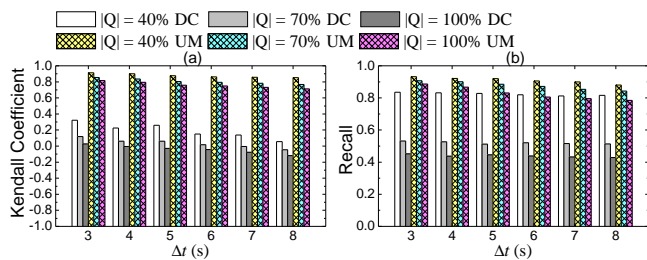 |Q| = 40% DC |Q| = 70% DC |Q| = 100% DC
|Q| = 40% UM |Q| = 70% UM |Q| = 100% UM
(a)
1.0
0.8
0.6
0.4
0.2
0.0
-0.2
-0.4
-0.6
-0.8
-1.0
Kendall Coefficient
3 4 5 6 7 8
Δt (s)
(b)
1.0
0.8
0.6
0.4
0.2
0.0
Recall
3 4 5 6 7 8
Δt (s)